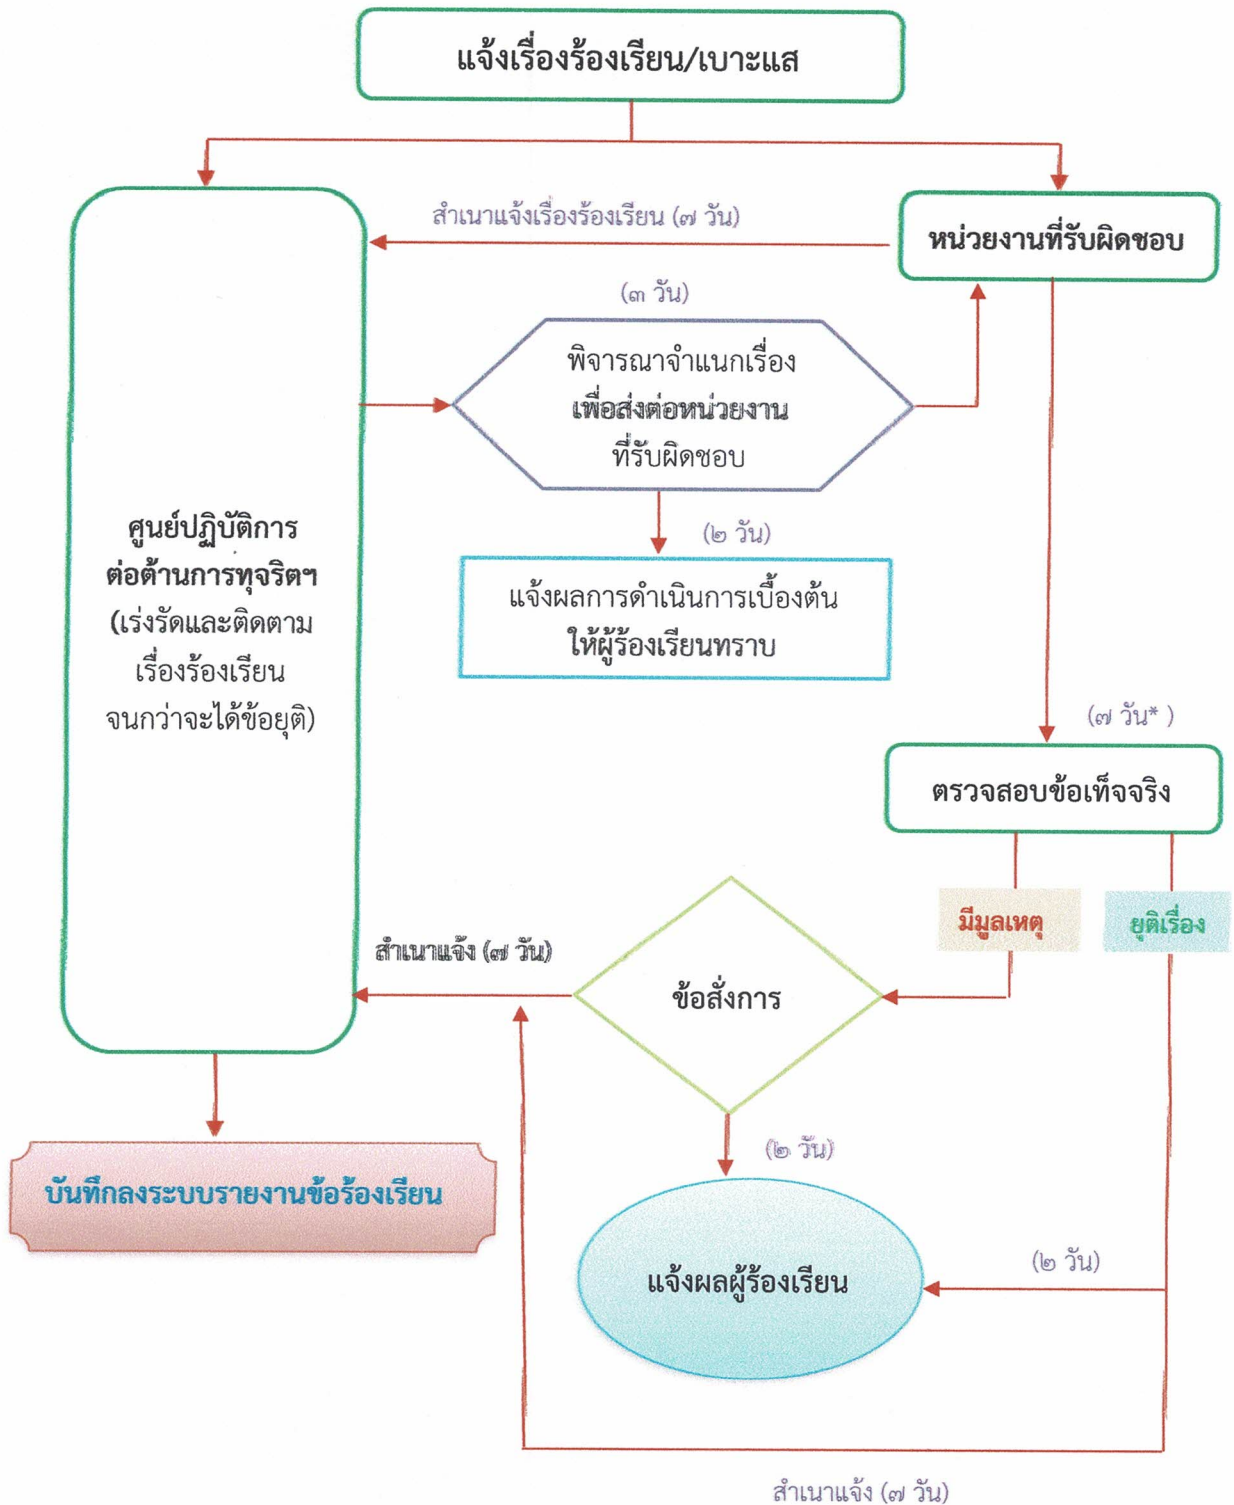 แจ้งเรื่องร้องเรียน/เบาะแส
สำเนาแจ้งเรื่องร้องเรียน (๗ วัน)
หน่วยงานที่รับผิดชอบ
(๓ วัน)
พิจารณาจำแนกเรื่อง
เพื่อส่งต่อหน่วยงาน
ที่รับผิดชอบ
(๒ วัน)
แจ้งผลการดำเนินการเบื้องต้น
ให้ผู้ร้องเรียนทราบ
ศูนย์ปฏิบัติการ
ต่อต้านการทุจริตฯ
(เร่งรัดและติดตาม
เรื่องร้องเรียน
จนกว่าจะได้ข้อยุติ)
(๗ วัน* )
ตรวจสอบข้อเท็จจริง
มีมูลเหตุ
ยุติเรื่อง
สำเนาแจ้ง (๗ วัน)
ข้อสั่งการ
(๒ วัน)
บันทึกลงระบบรายงานข้อร้องเรียน
แจ้งผลผู้ร้องเรียน
(๒ วัน)
สำเนาแจ้ง (๗ วัน)